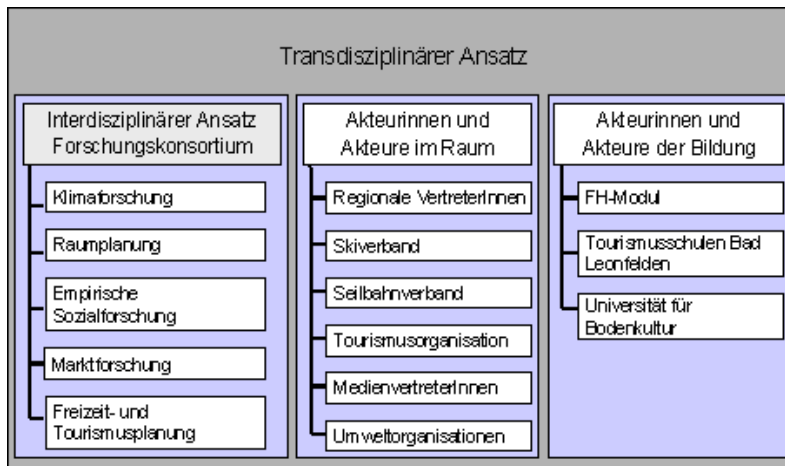 Transdisziplinärer Ansatz
Interdisziplinärer Ansatz
Forschungskonsortium
Klimaforschung
Raumplanung
Empirische
Sozialforschung
Marktforschung
Freizeit- und
Tourismusplanung
Akteurinnen und
Akteure im Raum
Regionale VertreterInnen
Skiverband
Seilbahnverband
Tourismusorganisation
MedienvertreterInnen
Umweltorganisationen
Akteurinnen und
Akteure der Bildung
FH-Modul
Tourismusschulen Bad
Leonfelden
Universität für
Bodenkultur